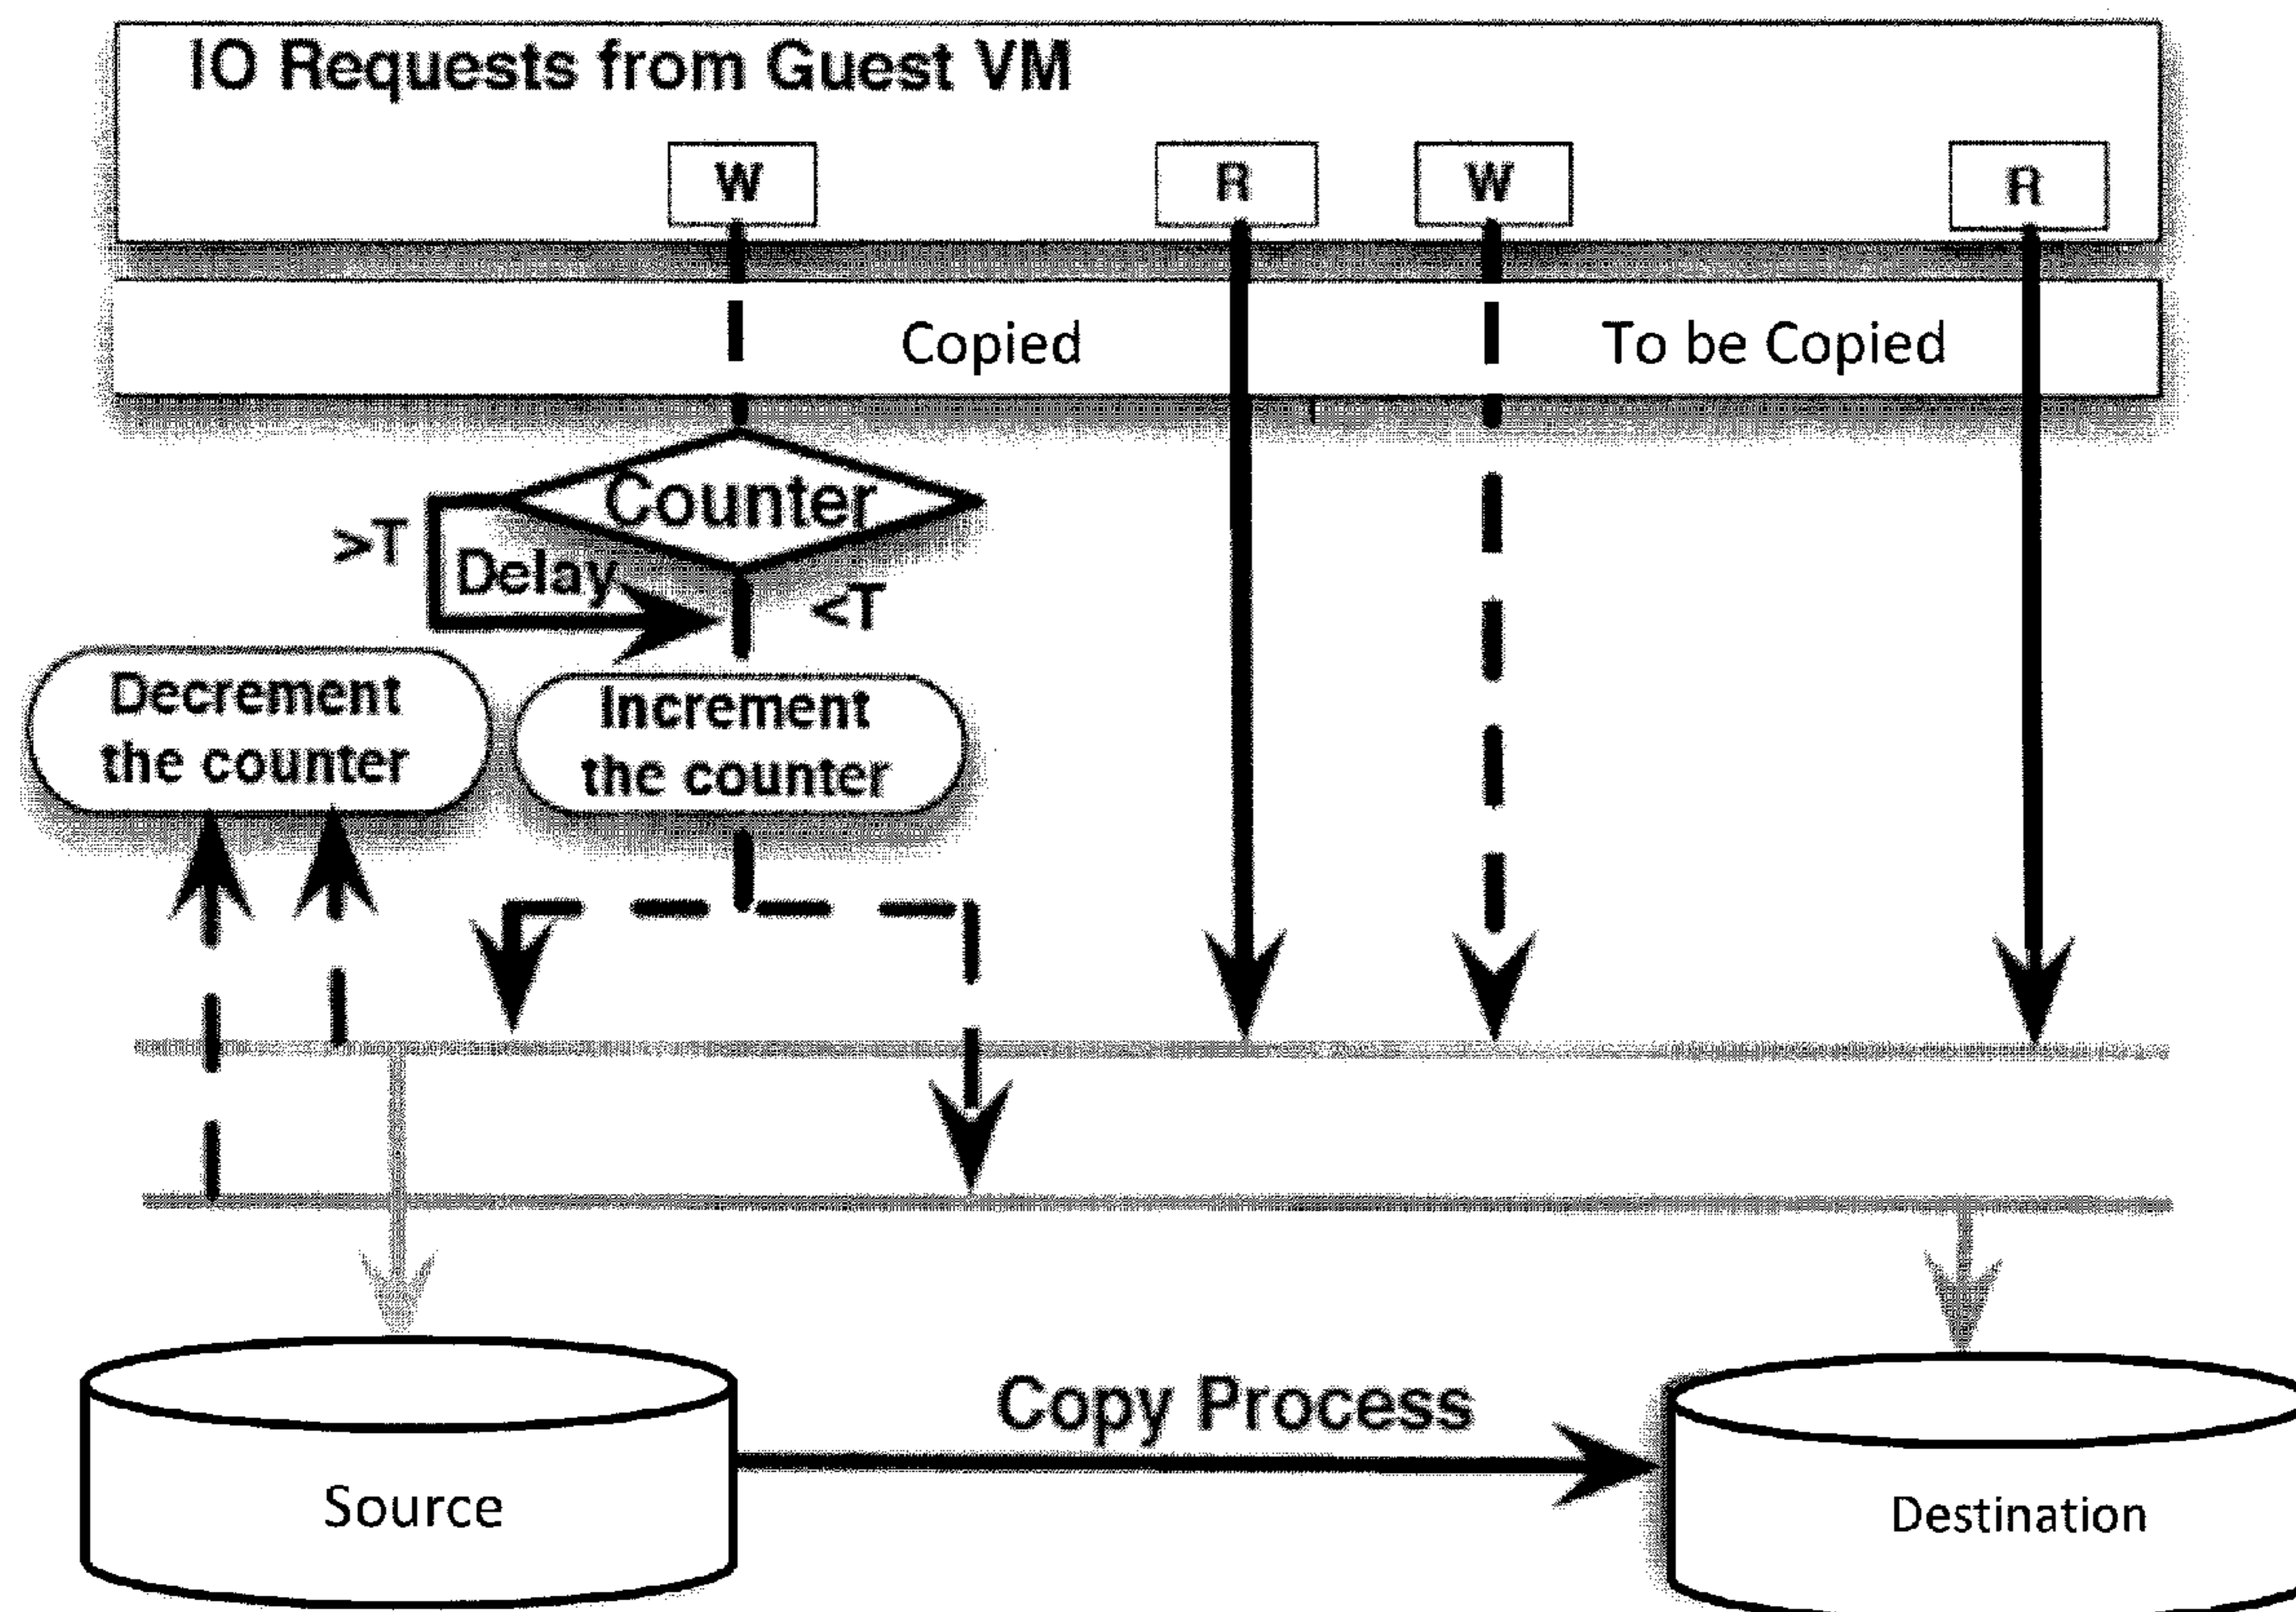 IO Requests from Guest VM
W
R
W
R
Copied
To be Copied
Counter
>T
Delay
<T
Decrement
the counter
Increment
the counter
Copy Process
Source
Destination